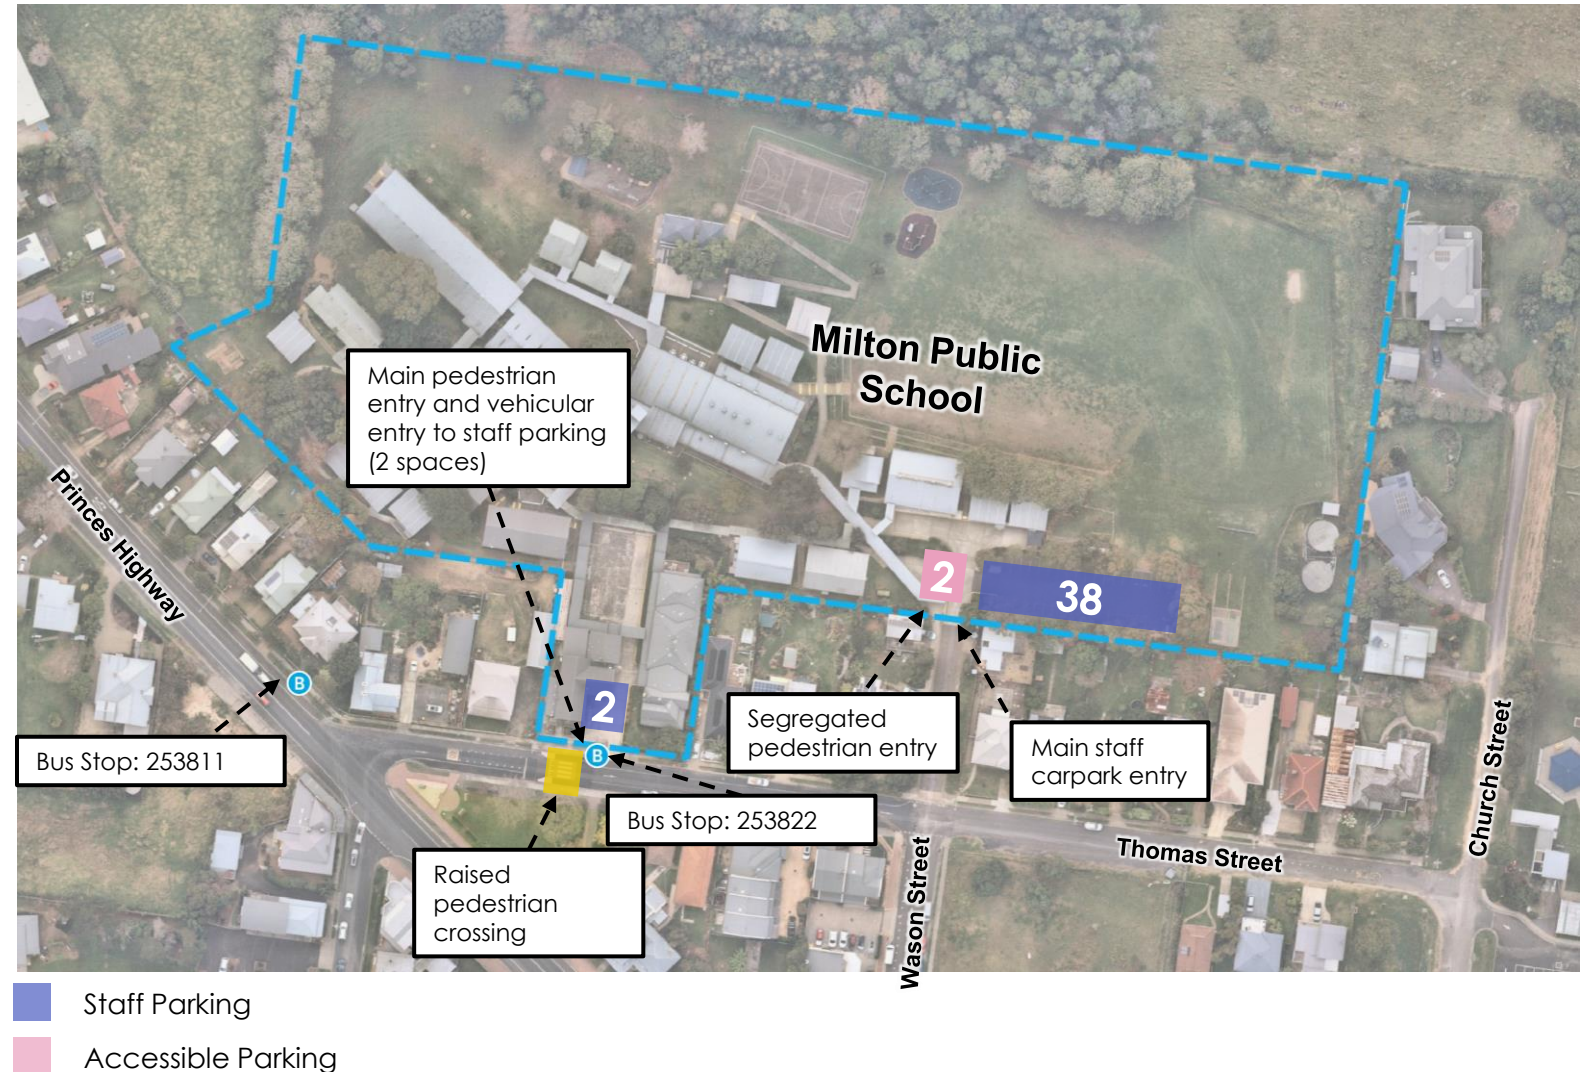 Milton Public
School
Main pedestrian
entry and vehicular
entry to staff parking
(2 spaces)
Princes Highway
2
38
2
B
B
Segregated
pedestrian entry
Main staff
carpark entry
Bus Stop: 253811
Bus Stop: 253822
Raised
pedestrian
crossing
Wason Street
Thomas Street
Church Street
Staff Parking
Accessible Parking